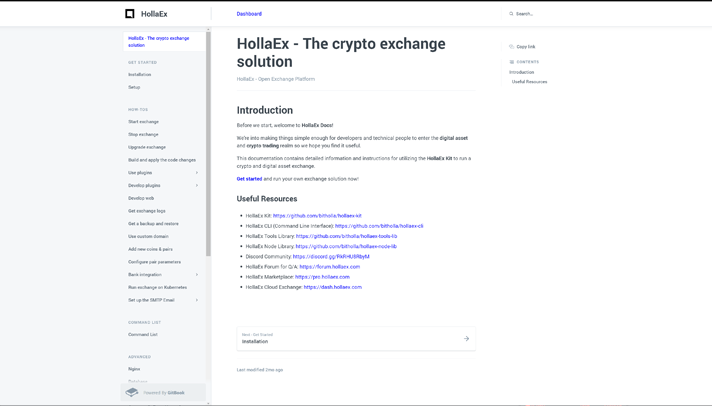 HollaEx
Dashboard
Search...
HollaEx - The crypto exchange
solution
GET STARTED
Installation
Setup
HOW TOS
Start exchange
Stop exchange
Upgrade exchange
Build and apply the code changes
Use plugins
Develop plugins
Develop web
Get exchange logs
Get a backup and restore
Use custom domain
Add new coins & pairs
Configure user parameters
Bank integration
Run exchange on Kubernetes
Set up the SMTP Email
COMMAND LIST
Command List
ADVANCED
Nginx
Powered By GitBook
HollaEx - The crypto exchange
solution
HollaEx - Open Exchange Platform
Introduction
Before we start, welcome to HollaEx Docs!
We're into making things simple enough for developers and technical people to enter the digital asset
and crypto trading realm so we hope you find it useful.
This documentation contains detailed information and instructions for utilizing the HollaEx Kit to run a
crypto and digital asset exchange.
Get started and run your own exchange solution now!
Useful Resources
HollaEx Kit: https://github.com/bitholla/hollaex-kit
HollaEx CLI (Command Line Interface): https://github.com/bitholla/hollaex-cli
HollaEx Tools Library: https://github.com/bitholla/hollaex-tools-lib
HollaEx Node Library: https://github.com/bitholla/hollaex-node-lib
Discord Community:
HollaEx Forum for Q/A: https://forum.hollaex.com
HollaEx Marketplace: https://pro.hollaex.com
HollaEx Cloud Exchange: https://dash.hollaex.com
Next - Get Started
Installation
Last modified 2mo ago
Copy link
CONTENTS
Introduction
Useful Resources